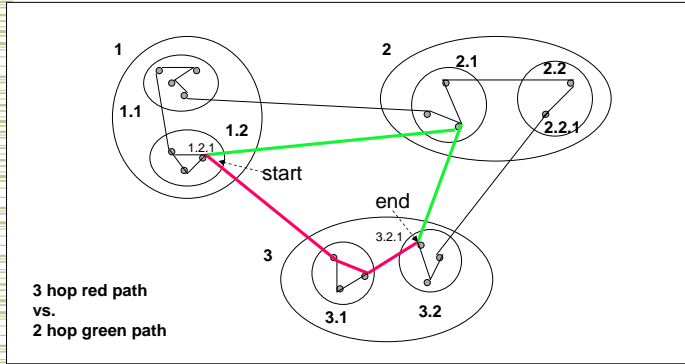 1
2
2.1
2.2
1.1
1.2
2.2.1
1.2.1
start
end
3.2.1
3
3.1
3.2
3 hop red path
vs.
2 hop green path